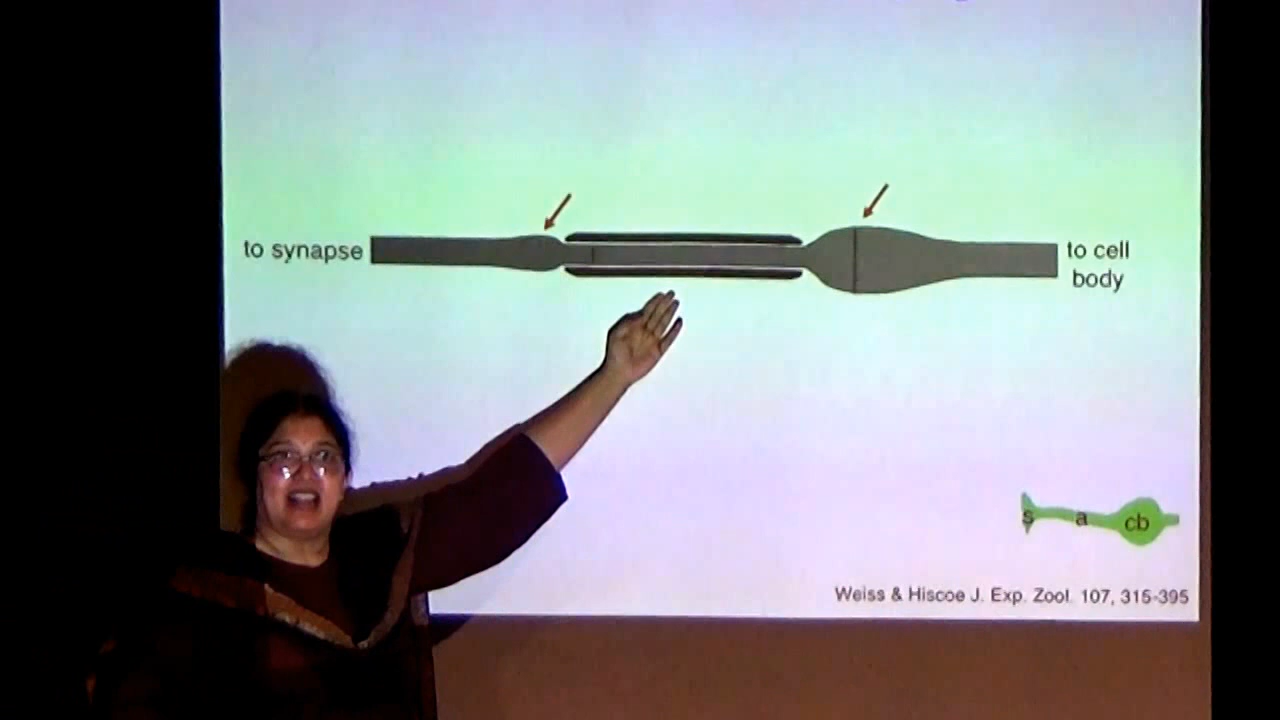 to synapse
to cell
body
s a cb
Weiss & Hiscoe J. Exp. Zool. 107, 315-395